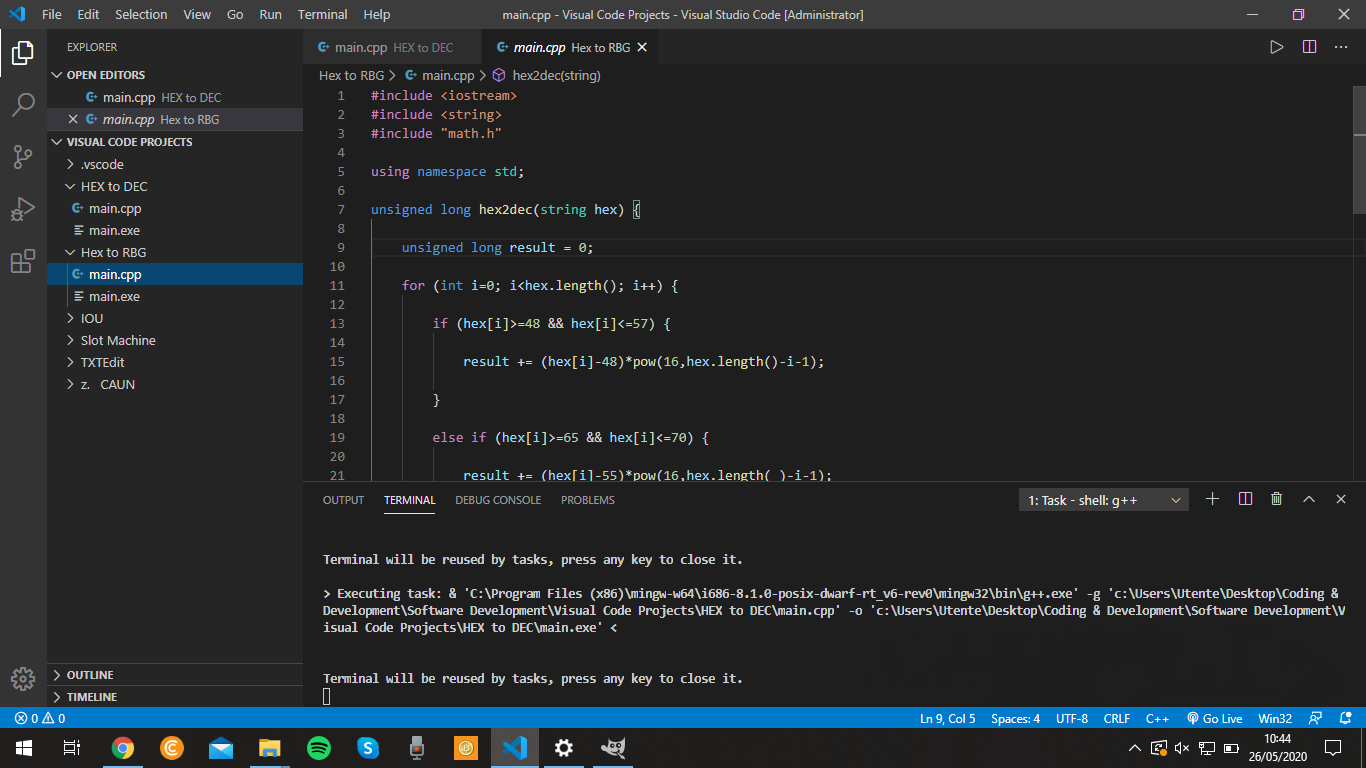 File Edit Selection View Go Run Terminal Help main.cpp - Visual Code Projects - Visual Studio Code [Administrator]
EXPLORER
OPEN EDITORS
main.cpp HEX to DEC
main.cpp Hex to RBG
VISUAL CODE PROJECTS
.vscode
HEX to DEC
main.cpp
main.exe
Hex to RBG
main.cpp
main.exe
IOU
Slot Machine
TXTEdit
z. CAUN
OUTLINE
TIMELINE
main.cpp HEX to DEC main.cpp Hex to RBG
Hex to RBG > main.cpp > hex2dec(string)
1 #include <iostream>
2 #include <string>
3 #include "math.h"
4
5 using namespace std;
6
7 unsigned long hex2dec(string hex) {
8
9 unsigned long result = 0;
10
11 for (int i=0; i<hex.length(); i++) {
12
13 if (hex[i]>=48 && hex[i]<=57) {
14
15 result += (hex[i]-48)*pow(16,hex.length()-i-1);
16
17 }
18
19 else if (hex[i]>=65 && hex[i]<=70) {
20
21 result += (hex[i]-55)*pow(16,hex.length( )-i-1);
OUTPUT TERMINAL DEBUG CONSOLE PROBLEMS 1: Task - shell: g++
Terminal will be reused by tasks, press any key to close it.
> Executing task: & 'C:\Program Files (x86)\mingw-w64\i686-8.1.0-posix-dwarf-rt_v6-rev0\mingw32\bin\g++.exe' -g 'c:\Users\Utente\Desktop\Coding &
Development\Software Development\Visual Code Projects\HEX to DEC\main.cpp' -o 'c:\Users\Utente\Desktop\Coding & Development\Software Development\V
isual Code Projects\HEX to DEC\main.exe' <
Terminal will be reused by tasks, press any key to close it.
0 0 Ln 9, Col 5 Spaces: 4 UTF-8 CRLF C++ Go Live Win32
10:44
26/05/2020